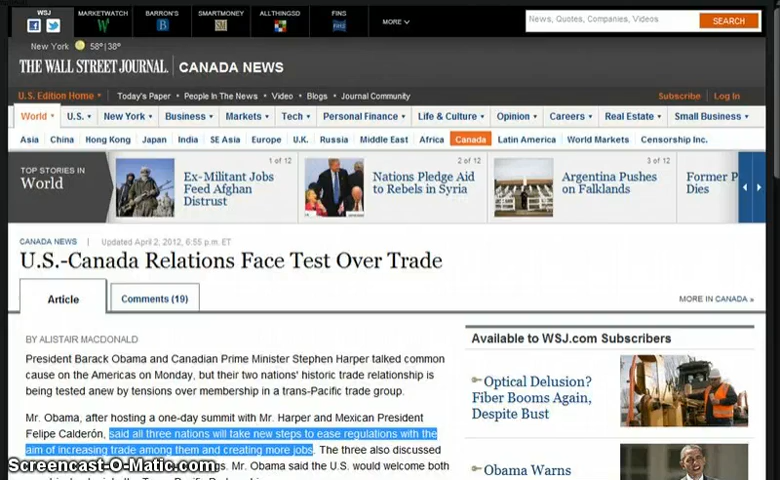 WSJ
MARKETWATCH
BARRON'S
SMARTMONEY
ALLTHINGSD
FINS
MORE
News, Quotes, Companies, Videos
SEARCH
New York 58º|38º
THE WALL STREET JOURNAL. CANADA NEWS
U.S. Edition Home Today's Paper • People In The News • Video • Blogs • Journal Community
Subscribe Log In
World U.S. New York Business Markets Tech Personal Finance Life & Culture Opinion Careers Real Estate Small Business
Asia China Hong Kong Japan India SE Asia Europe U.K. Russia Middle East Africa Canada Latin America World Markets Censorship Inc.
TOP STORIES IN
World
1 of 12
Ex-Militant Jobs
Feed Afghan
Distrust
2 of 12
Nations Pledge Aid
to Rebels in Syria
3 of 12
Argentina Pushes
on Falklands
Former P
Dies
CANADA NEWS | Updated April 2, 2012, 6:55 p.m. ET
U.S.-Canada Relations Face Test Over Trade
Article
Comments (19)
MORE IN CANADA »
BY ALISTAIR MACDONALD
President Barack Obama and Canadian Prime Minister Stephen Harper talked common
cause on the Americas on Monday, but their two nations' historic trade relationship is
being tested anew by tensions over membership in a trans-Pacific trade group.
Mr. Obama, after hosting a one-day summit with Mr. Harper and Mexican President
Felipe Calderón, said all three nations will take new steps to ease regulations with the
aim of increasing trade among them and creating more jobs. The three also discussed
Mr. Obama said the U.S. would welcome both
Available to WSJ.com Subscribers
Optical Delusion?
Fiber Booms Again,
Despite Bust
Obama Warns
Screencast-O-Matic.com